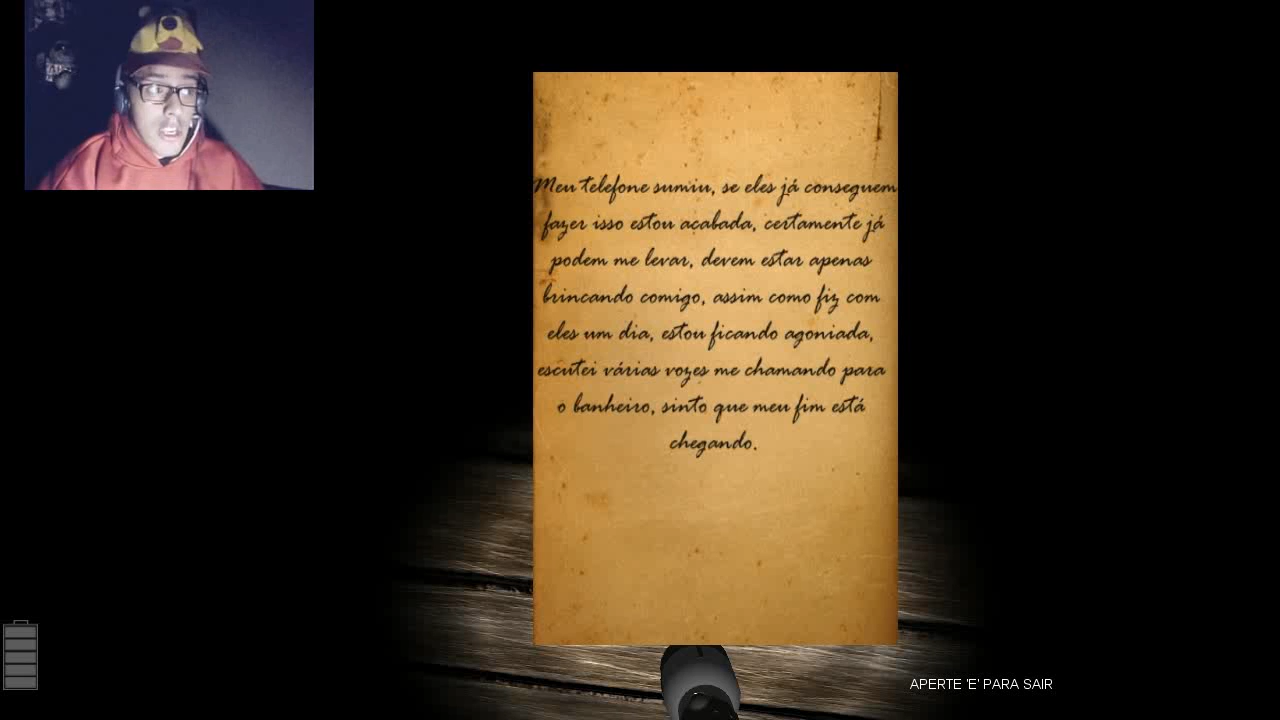 Meu telefone sumiu, se eles já conseguem
fazer isso estou acabada, certamente já
podem me levar, devem estar apenas
brincando comigo, assim como fiz com
eles um dia, estou ficando agoniada,
escutei várias vozes me chamando para
o banheiro, sinto que meu fim está
chegando.
APERTE 'E' PARA SAIR